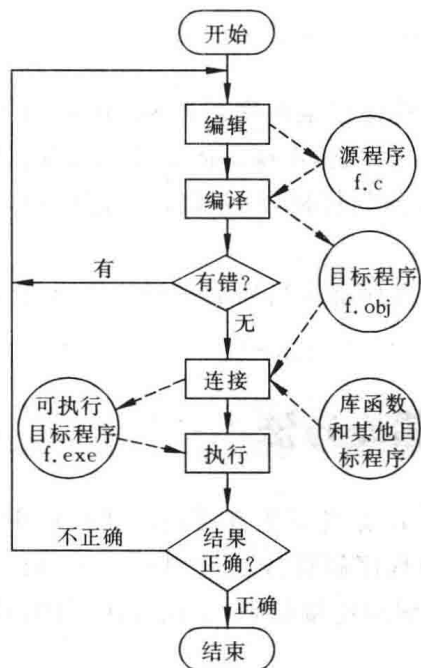 开始
编辑
源程序
f.c
编译
有
有错?
目标程序
f.obj
无
连接
可执行
目标程序
f.exe
库函数
和其他目
标程序
执行
不正确
结果
正确?
正确
结束